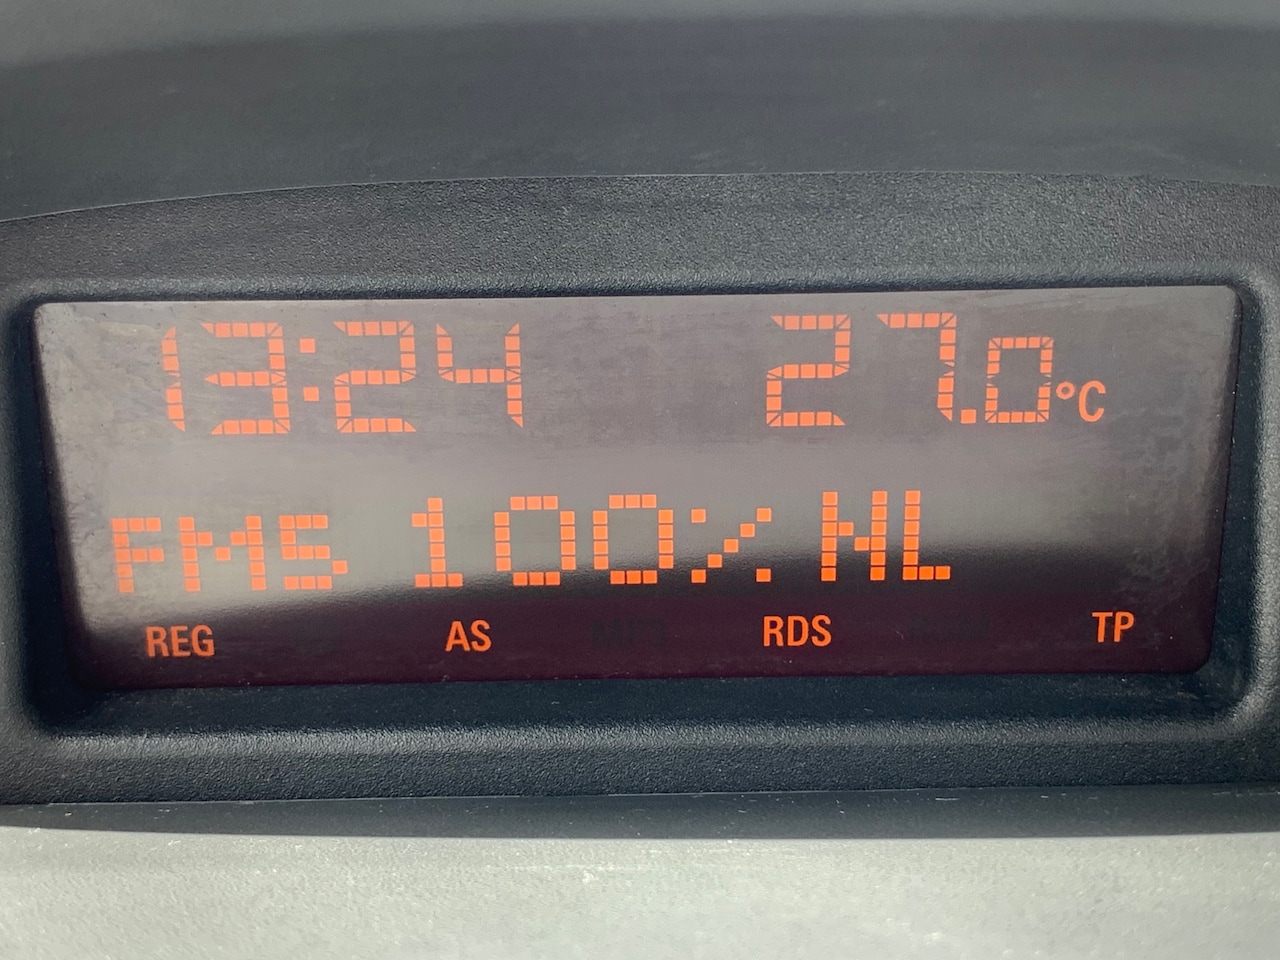 13:24 27.0°C
FM5 100% NL
REG AS RDS TP